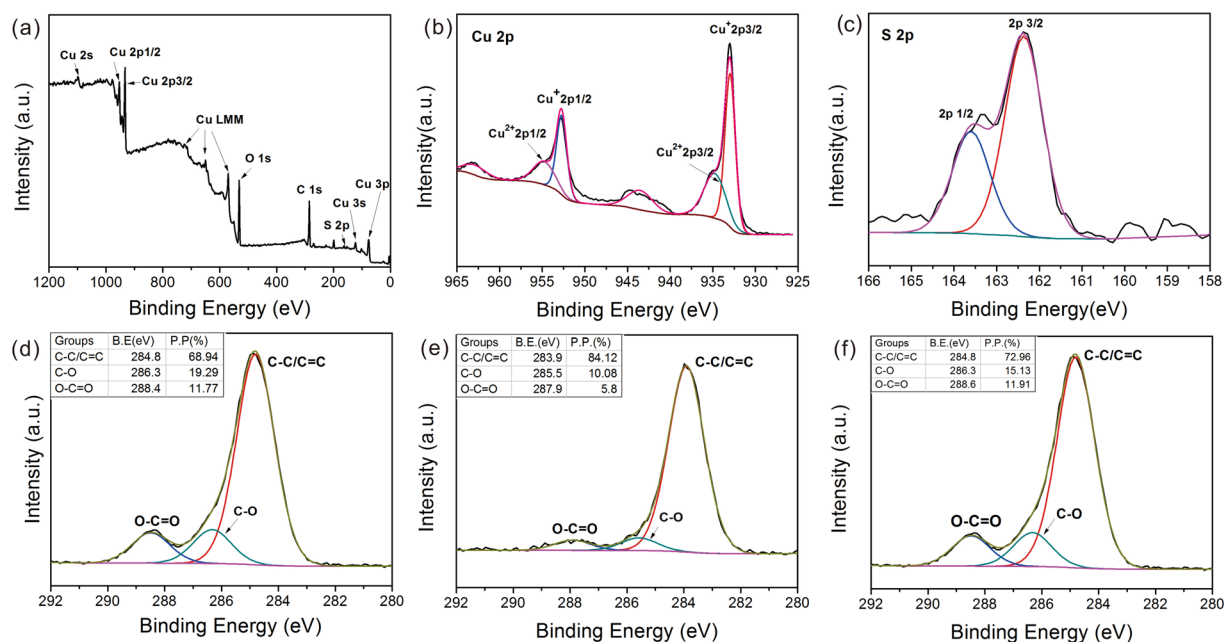 (a)
Cu 2s
Cu 2p1/2
Cu 2p3/2
Cu LMM
O 1s
C 1s
S 2p
Cu 3s
Cu 3p
Intensity (a.u.)
1200 1000 800 600 400 200 0
Binding Energy (eV)
(b)
Cu 2p
Cu+2p3/2
Cu+2p1/2
Cu2+2p1/2
Cu2+2p3/2
Intensity(a.u.)
965 960 955 950 945 940 935 930 925
Binding Energy (eV)
(c)
S 2p
2p 3/2
2p 1/2
Intensity (a.u.)
166 165 164 163 162 161 160 159 158
Binding Energy(eV)
(d)
Groups B.E(eV) P.P(%)
C-C/C=C 284.8 68.94
C-O 286.3 19.29
O-C=O 288.4 11.77
C-C/C=C
O-C=O
C-O
Intensity (a.u.)
292 290 288 286 284 282 280
Binding Energy (eV)
(e)
Groups B.E.(eV) P.P.(%)
C-C/C=C 283.9 84.12
C-O 285.5 10.08
O-C=O 287.9 5.8
C-C/C=C
O-C=O
C-O
Intensity (a.u.)
292 290 288 286 284 282 280
Binding Energy (eV)
(f)
Groups B.E.(eV) P.P.(%)
C-C/C=C 284.8 72.96
C-O 286.3 15.13
O-C=O 288.6 11.91
C-C/C=C
O-C=O
C-O
Intensity (a.u.)
292 290 288 286 284 282 280
Binding Energy (eV)